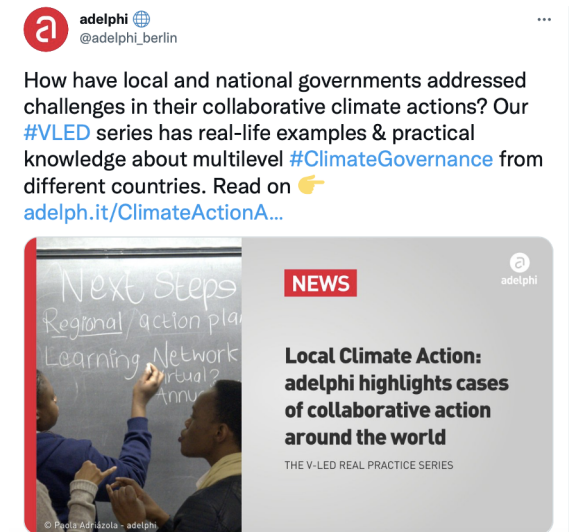 adelphi
@adelphi_berlin
How have local and national governments addressed
challenges in their collaborative climate actions? Our
#VLED series has real-life examples & practical
knowledge about multilevel #ClimateGovernance from
different countries. Read on 👉
adelph.it/ClimateActionA...
Next Steps
Regional/action pla
Learning Network
irtual?
Annu
© Paola Adriázola - adelphi
NEWS
adelphi
Local Climate Action:
adelphi highlights cases
of collaborative action
around the world
THE V-LED REAL PRACTICE SERIES